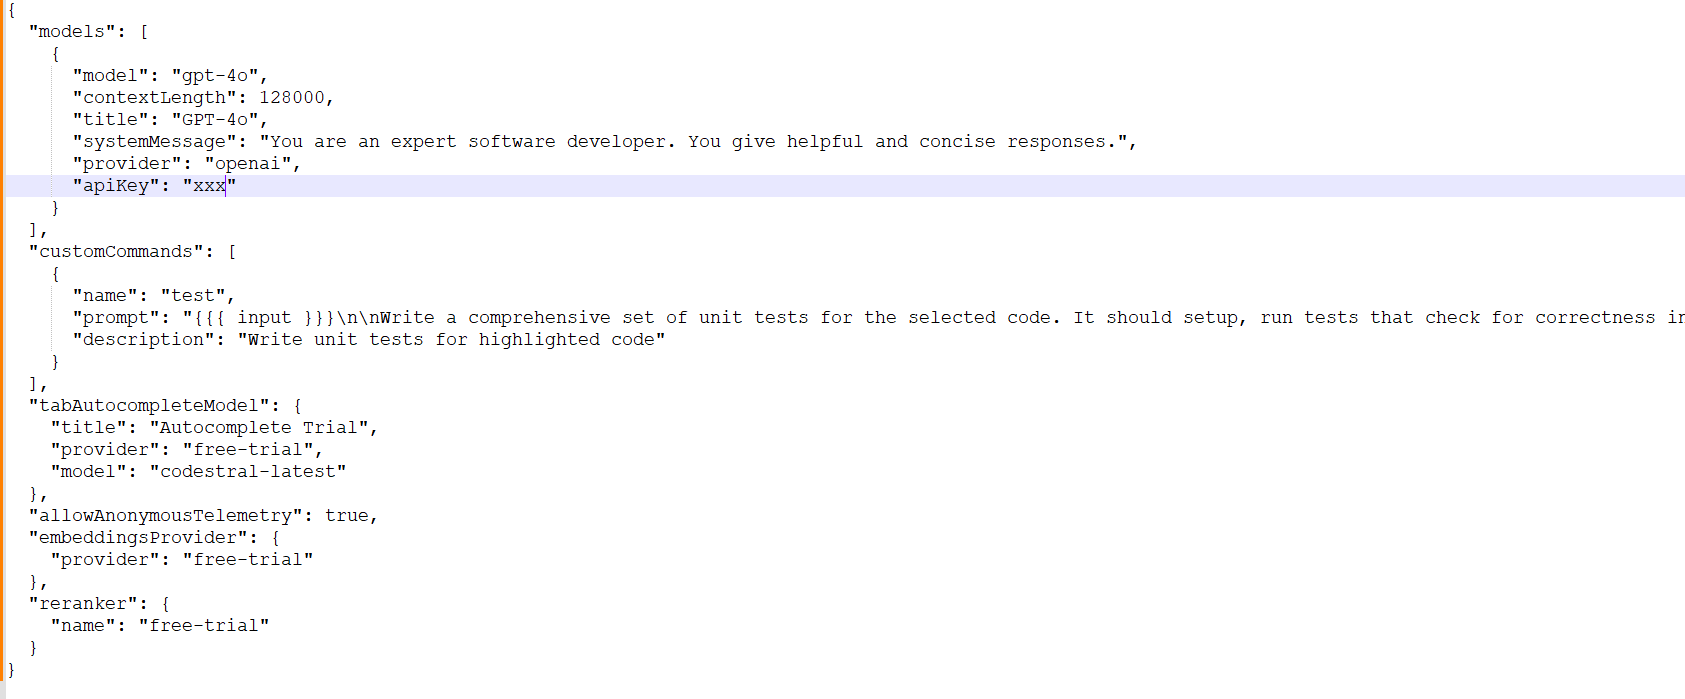 {
  "models": [
    {
      "model": "gpt-4o",
      "contextLength": 128000,
      "title": "GPT-4o",
      "systemMessage": "You are an expert software developer. You give helpful and concise responses.",
      "provider": "openai",
      "apiKey": "xxx"
    }
  ],
  "customCommands": [
    {
      "name": "test",
      "prompt": "{{{ input }}}\n\nWrite a comprehensive set of unit tests for the selected code. It should setup, run tests that check for correctness
      "description": "Write unit tests for highlighted code"
    }
  ],
  "tabAutocompleteModel": {
    "title": "Autocomplete Trial",
    "provider": "free-trial",
    "model": "codestral-latest"
  },
  "allowAnonymousTelemetry": true,
  "embeddingsProvider": {
    "provider": "free-trial"
  },
  "reranker": {
    "name": "free-trial"
  }
}